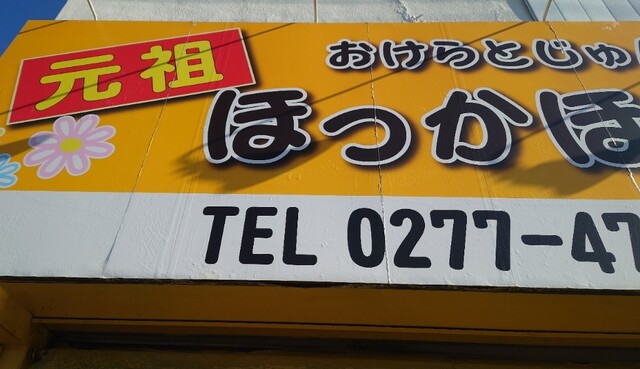 元祖
おけらとじゅ
ほっかほ
TEL 0277-47